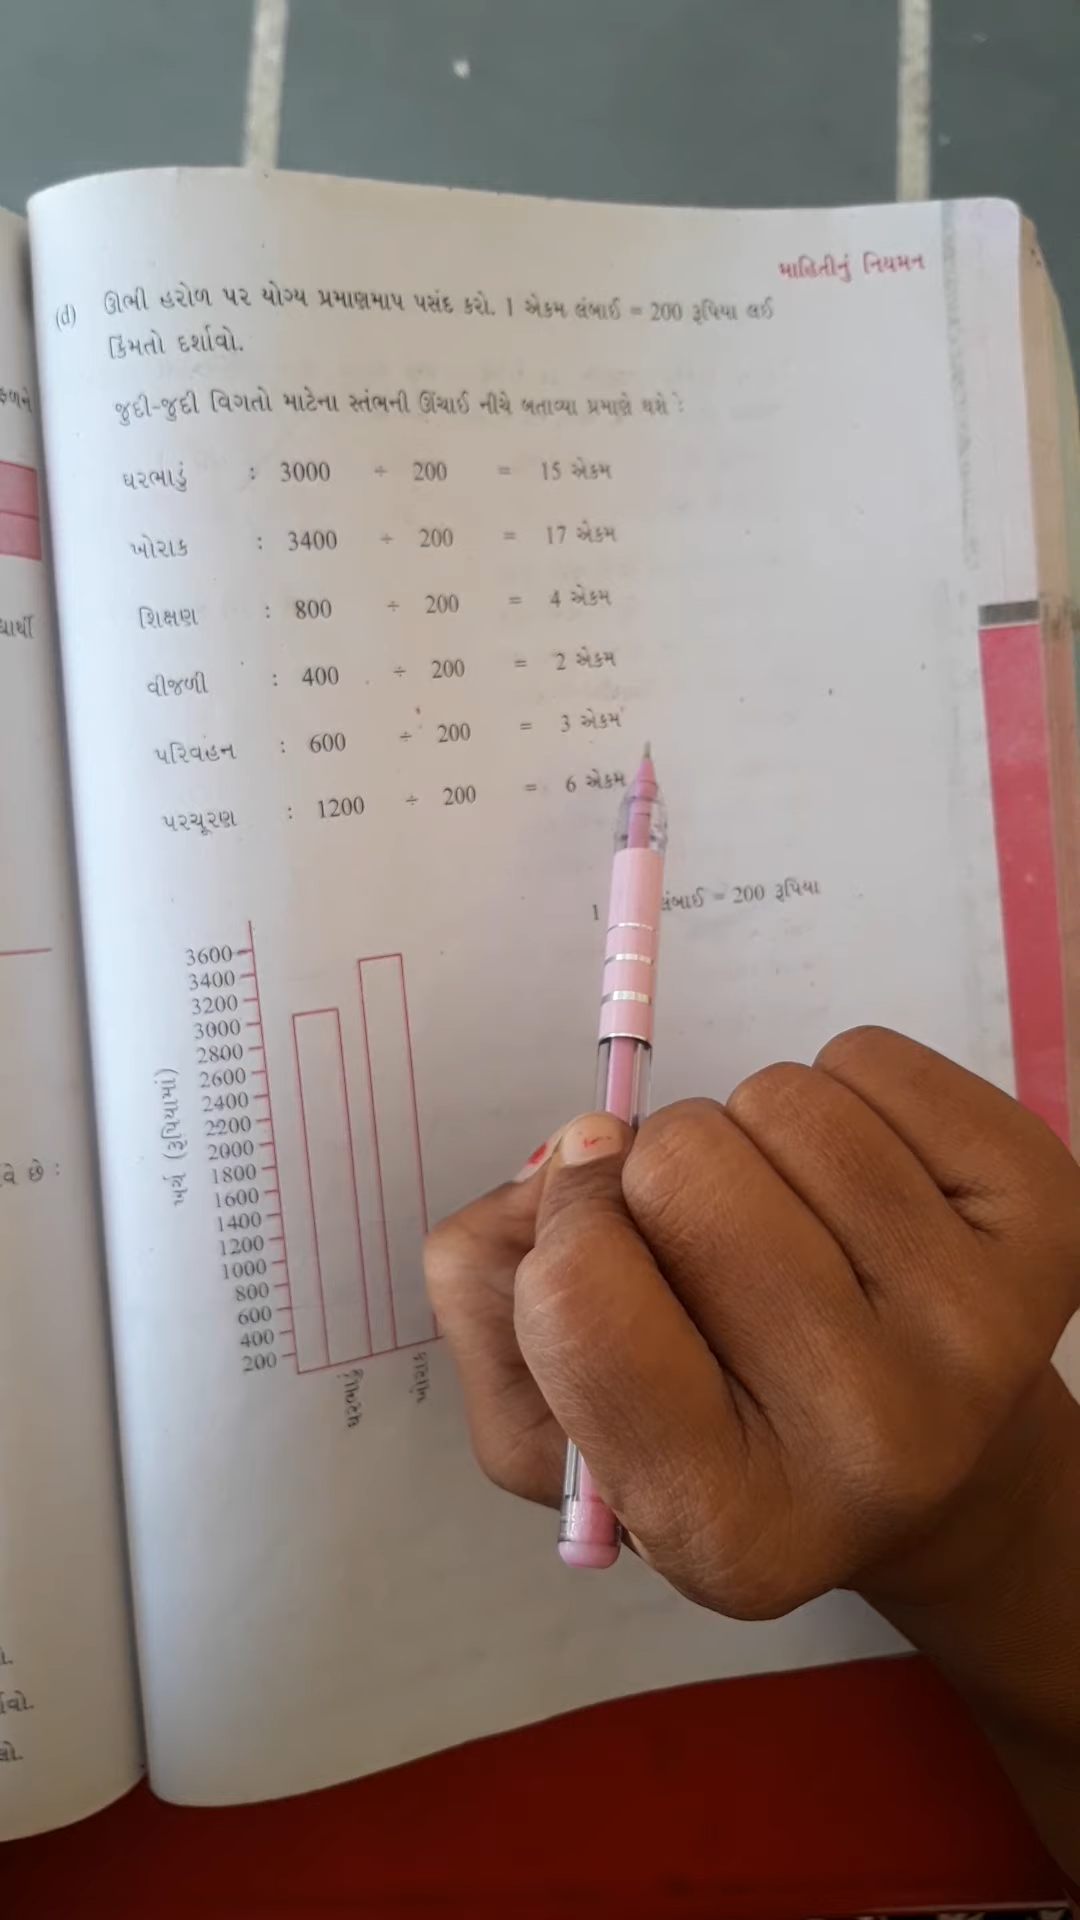 માહિતીનું નિયમન
(d) ઊભી હરોળ પર યોગ્ય પ્રમાણમાપ પસંદ કરો. 1 એકમ લંબાઈ = 200 રૂપિયા લઈ
કિંમતો દર્શાવો.
જુદી-જુદી વિગતો માટેના સ્તંભની ઊંચાઈ નીચે બતાવ્યા પ્રમાણે થશે :
ઘરભાડું : 3000 ÷ 200 = 15 એકમ
ખોરાક : 3400 ÷ 200 = 17 એકમ
શિક્ષણ : 800 ÷ 200 = 4 એકમ
વીજળી : 400 ÷ 200 = 2 એકમ
પરિવહન : 600 ÷ 200 = 3 એકમ
પરચૂરણ : 1200 ÷ 200 = 6 એકમ
1 લંબાઈ = 200 રૂપિયા
3600
3400
3200
3000
2800
2600
2400
2200
2000
1800
1600
1400
1200
1000
800
600
400
200
ખર્ચ (રૂપિયામાં)
ઘરભાડું
ખોરાક
વે છે :